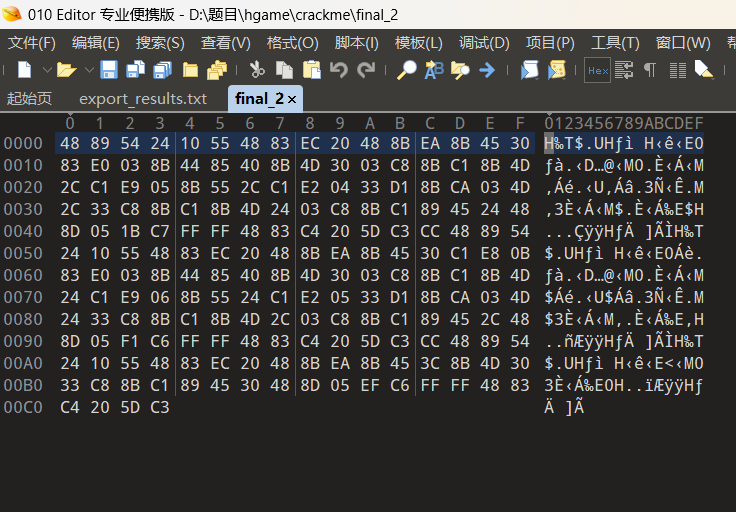 010 Editor 专业便携版 - D:\题目\hgame\crackme\final_2
文件(F) 编辑(E) 搜索(S) 查看(V) 格式(O) 脚本(I) 模板(L) 调试(D) 项目(P) 工具(T) 窗口(W) 帮
Hex
起始页 export_results.txt final_2 ×
0 1 2 3 4 5 6 7 8 9 A B C D E F 0123456789ABCDEF
0000 48 89 54 24 10 55 48 83 EC 20 48 8B EA 8B 45 30 H‰T$.UHƒì H‹ê‹E0
0010 83 E0 03 8B 44 85 40 8B 4D 30 03 C8 8B C1 8B 4D ƒà.‹D…@‹M0.È‹Á‹M
0020 2C C1 E9 05 8B 55 2C C1 E2 04 33 D1 8B CA 03 4D ,Áé.‹U,Áâ.3Ñ‹Ê.M
0030 2C 33 C8 8B C1 8B 4D 24 03 C8 8B C1 89 45 24 48 ,3È‹Á‹M$.È‹Á‰E$H
0040 8D 05 1B C7 FF FF 48 83 C4 20 5D C3 CC 48 89 54 ...ÇÿÿHƒÄ ]ÃÌH‰T
0050 24 10 55 48 83 EC 20 48 8B EA 8B 45 30 C1 E8 0B $.UHƒì H‹ê‹E0Áè.
0060 83 E0 03 8B 44 85 40 8B 4D 30 03 C8 8B C1 8B 4D ƒà.‹D…@‹M0.È‹Á‹M
0070 24 C1 E9 06 8B 55 24 C1 E2 05 33 D1 8B CA 03 4D $Áé.‹U$Áâ.3Ñ‹Ê.M
0080 24 33 C8 8B C1 8B 4D 2C 03 C8 8B C1 89 45 2C 48 $3È‹Á‹M,.È‹Á‰E,H
0090 8D 05 F1 C6 FF FF 48 83 C4 20 5D C3 CC 48 89 54 ..ñÆÿÿHƒÄ ]ÃÌH‰T
00A0 24 10 55 48 83 EC 20 48 8B EA 8B 45 3C 8B 4D 30 $.UHƒì H‹ê‹E<‹M0
00B0 33 C8 8B C1 89 45 30 48 8D 05 EF C6 FF FF 48 83 3È‹Á‰E0H..ïÆÿÿHƒ
00C0 C4 20 5D C3 Ä ]Ã